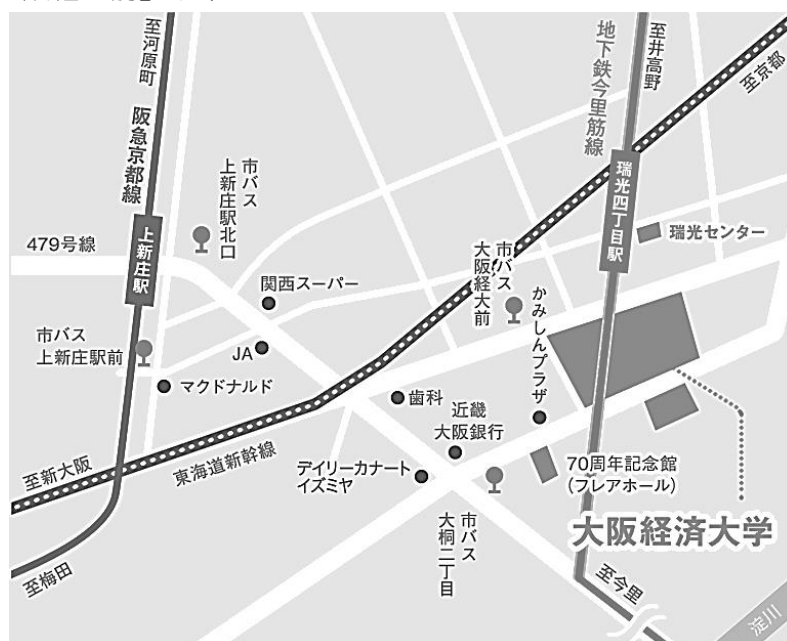 至河原町
阪急京都線
上新庄駅
市バス
上新庄駅北口
479号線
地下鉄今里筋線
至井高野
至京都
瑞光四丁目駅
瑞光センター
市バス
大阪経大前
関西スーパー
かみしんプラザ
市バス
上新庄駅前
JA
マクドナルド
歯科
近畿
大阪銀行
至新大阪
東海道新幹線
デイリーカナート
イズミヤ
70周年記念館
(フレアホール)
市バス
大桐二丁目
大阪経済大学
至梅田
至今里
淀川